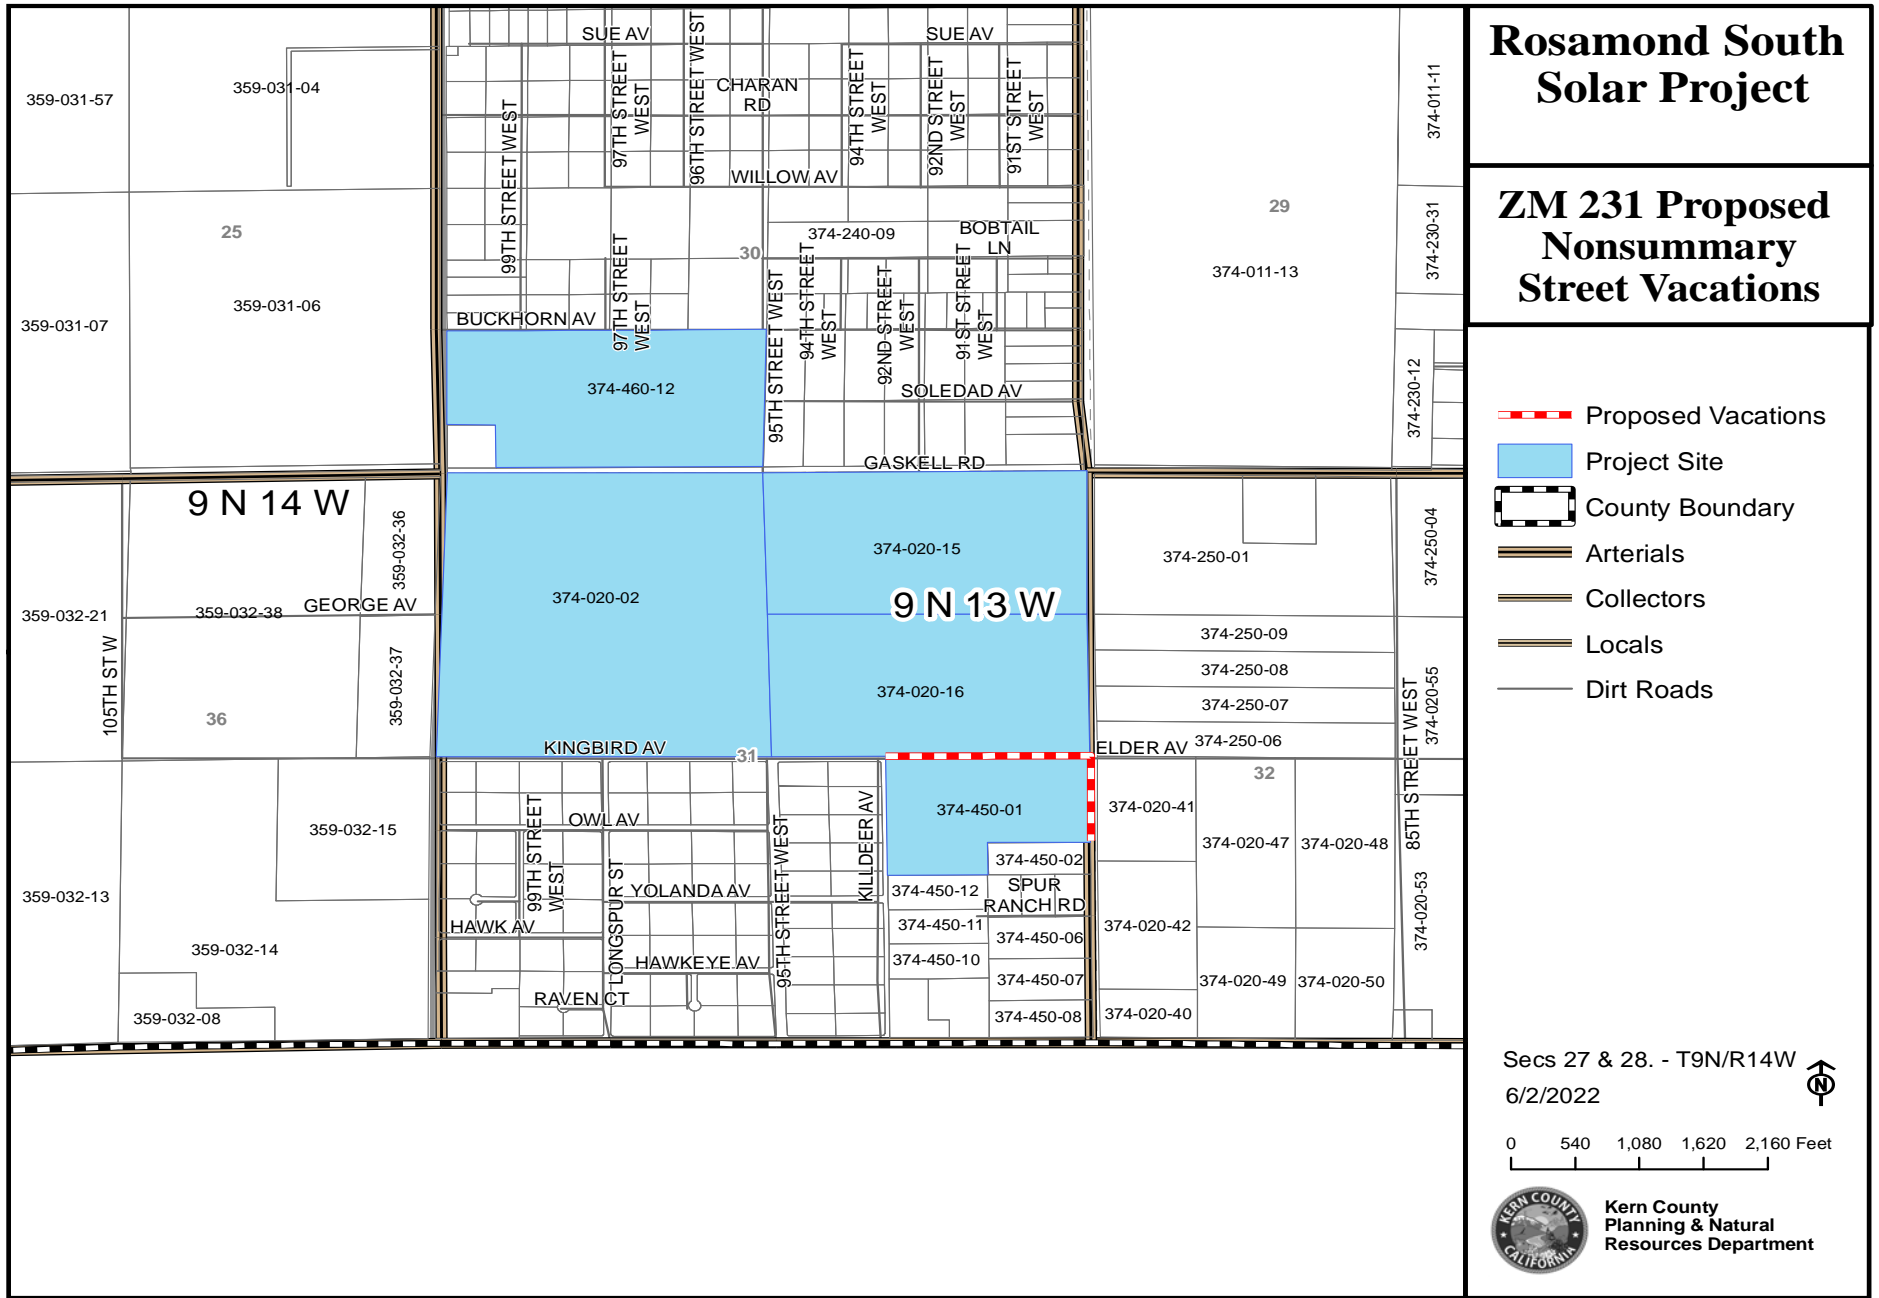 Rosamond South
Solar Project
ZM 231 Proposed
Nonsummary
Street Vacations
Proposed Vacations
Project Site
County Boundary
Arterials
Collectors
Locals
Dirt Roads
Secs 27 & 28. - T9N/R14W
6/2/2022
N
0 540 1,080 1,620 2,160 Feet
KERN COUNTY
CALIFORNIA
Kern County
Planning & Natural
Resources Department
SUE AV
SUE AV
359-031-57
359-031-04
CHARAN
RD
97TH STREET
WEST
96TH STREET WEST
94TH STREET
WEST
92ND STREET
WEST
91ST STREET
WEST
99TH STREET WEST
374-011-11
WILLOW AV
25
30
29
374-240-09
BOBTAIL
LN
374-230-31
374-011-13
359-031-07
359-031-06
BUCKHORN AV
97TH STREET
WEST
95TH STREET WEST
94TH STREET
WEST
92ND STREET
WEST
91ST STREET
WEST
374-460-12
SOLEDAD AV
374-230-12
GASKELL RD
9 N 14 W
359-032-36
374-020-15
374-250-01
374-250-04
359-032-21
359-032-38
GEORGE AV
374-020-02
9 N 13 W
105TH ST W
359-032-37
374-250-09
374-250-08
374-250-07
374-250-06
374-020-16
85TH STREET WEST
374-020-55
36
KINGBIRD AV
31
ELDER AV
32
359-032-15
OWL AV
99TH STREET
WEST
LONGSPUR ST
95TH STREET WEST
KILLDEER AV
374-450-01
374-020-41
374-020-47
374-020-48
374-450-02
359-032-13
YOLANDA AV
374-450-12
SPUR
RANCH RD
374-020-53
HAWK AV
374-450-11
374-450-06
374-020-42
359-032-14
HAWKEYE AV
374-450-10
374-450-07
374-020-49
374-020-50
RAVEN CT
359-032-08
374-450-08
374-020-40